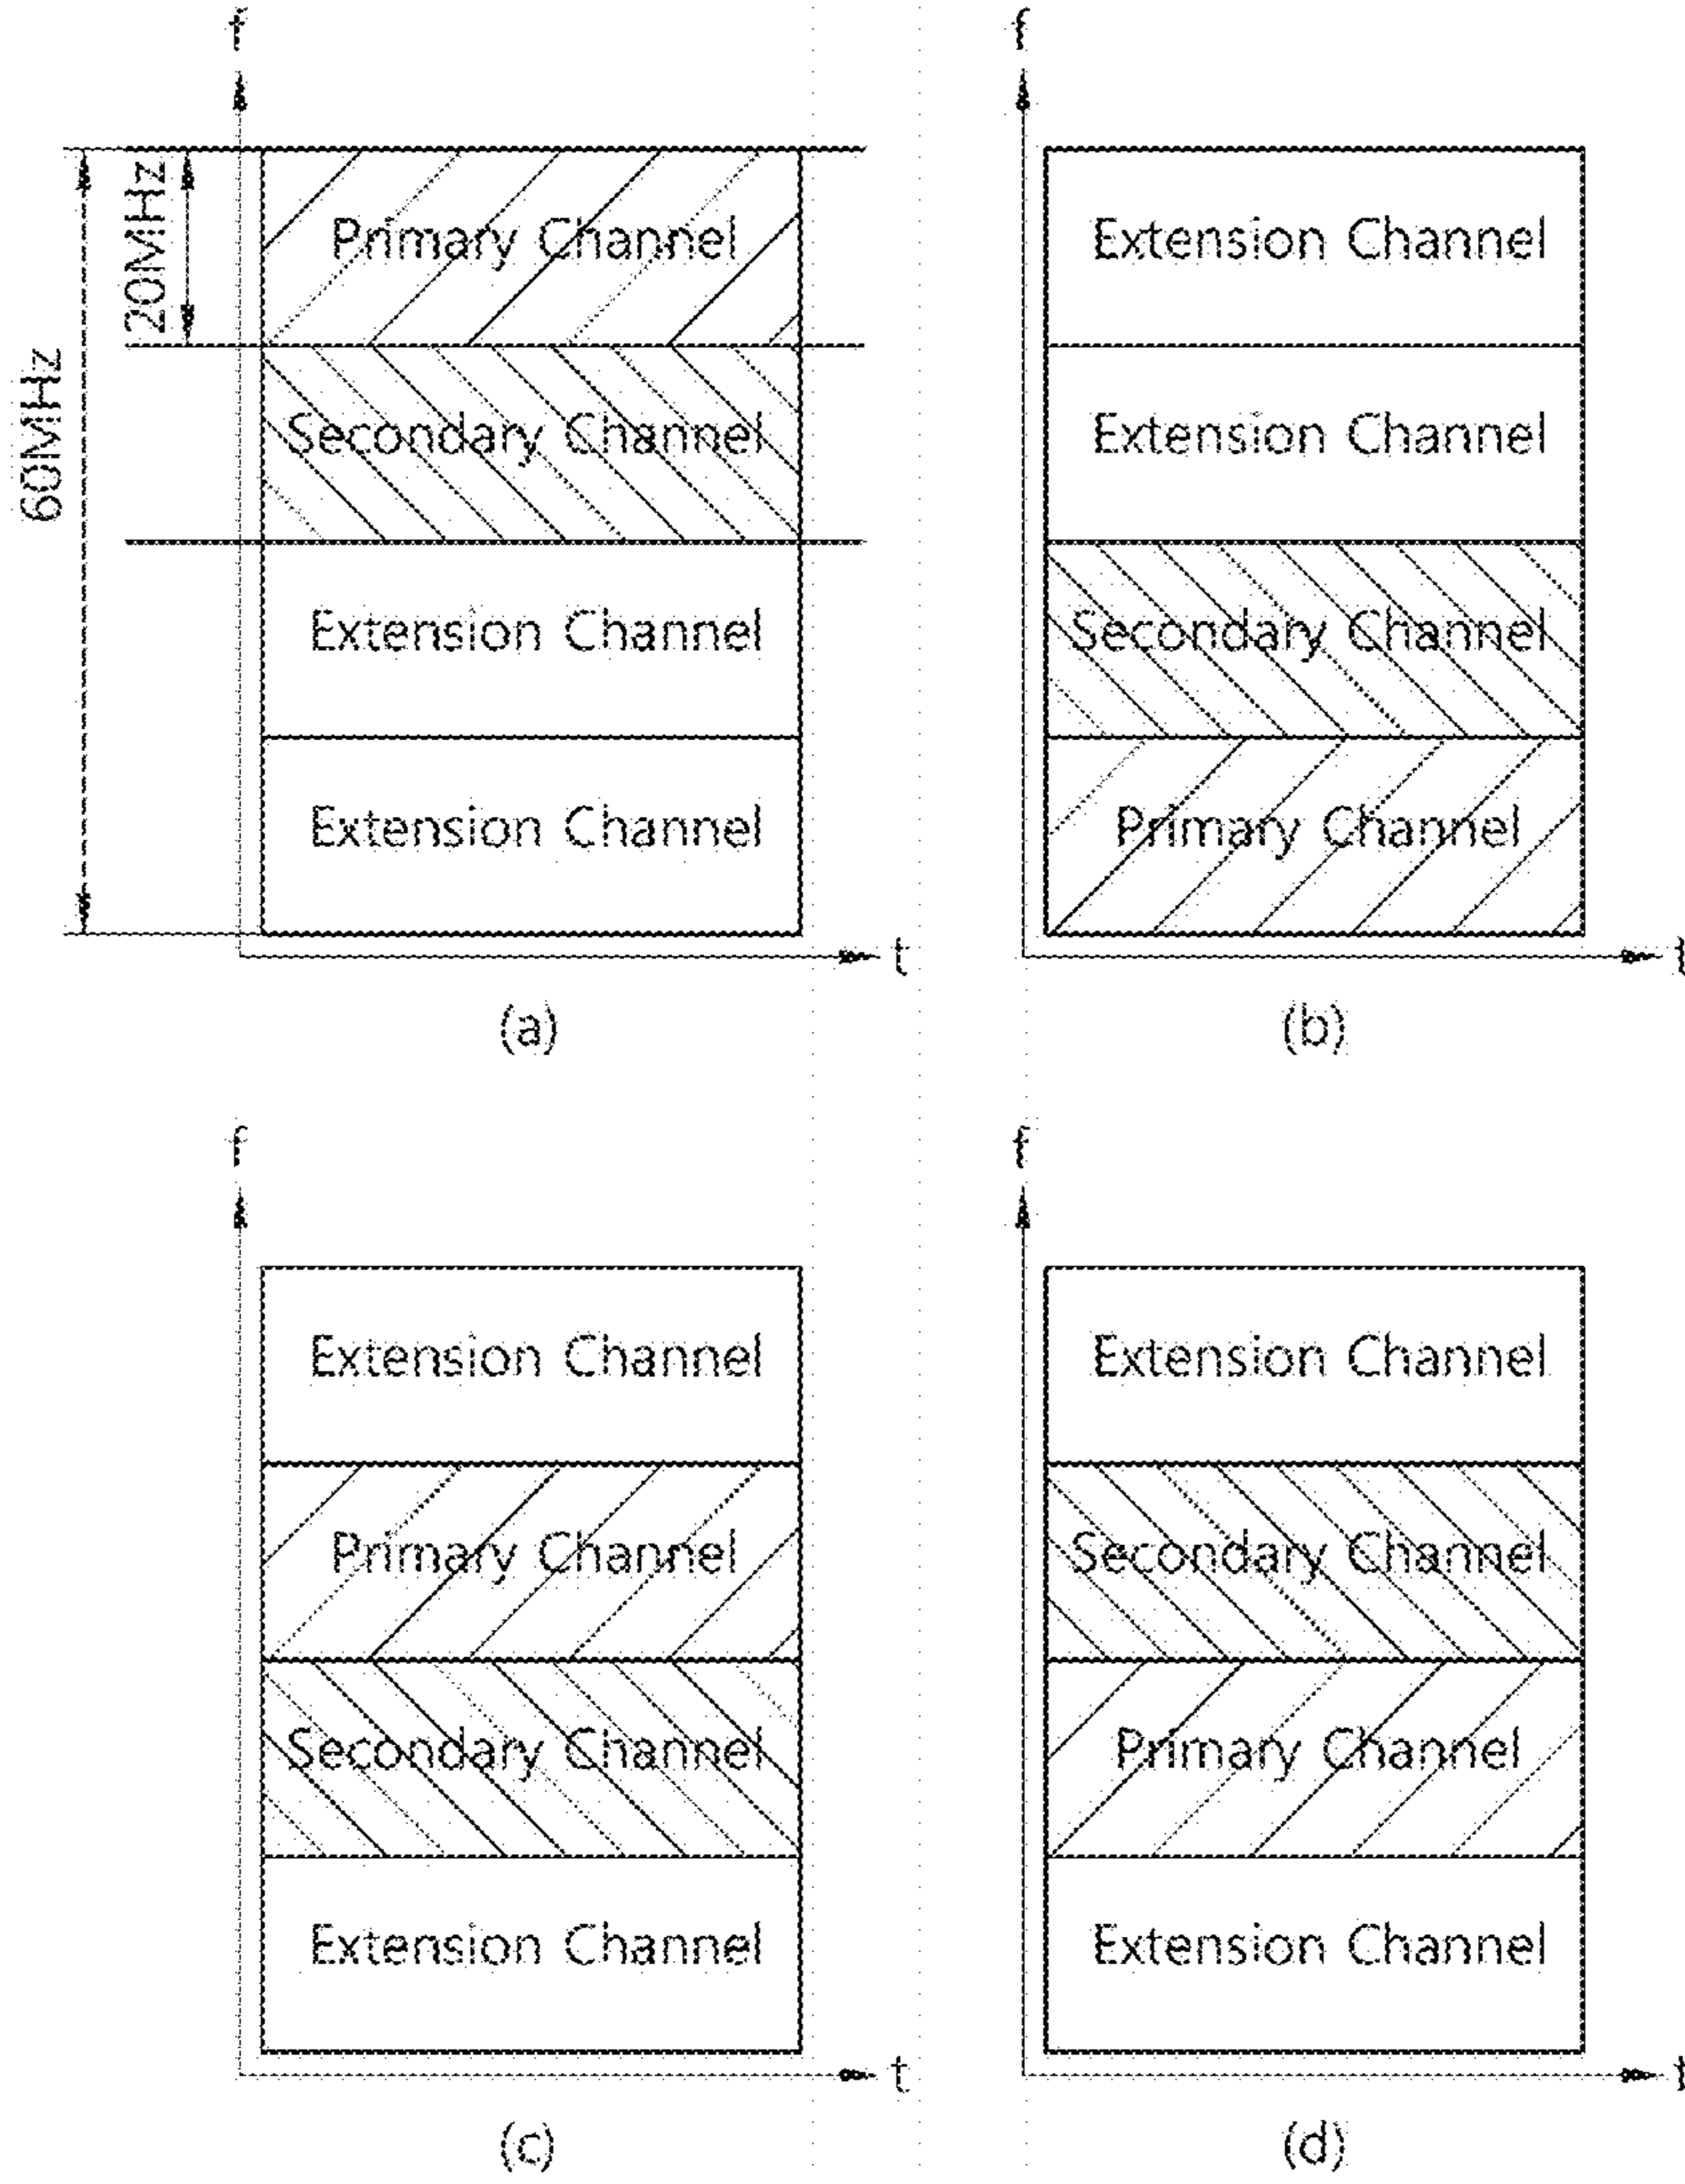 f
f
20MHz
60MHz
Primary Channel
Secondary Channel
Extension Channel
Extension Channel
Extension Channel
Extension Channel
Secondary Channel
Primary Channel
t
t
(a)
(b)
f
f
Extension Channel
Primary Channel
Secondary Channel
Extension Channel
Extension Channel
Secondary Channel
Primary Channel
Extension Channel
t
t
(c)
(d)